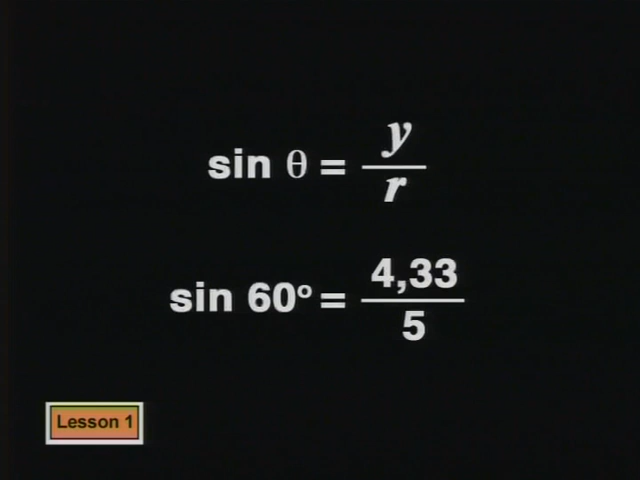 sin θ = y/r
sin 60° = 4,33/5
Lesson 1